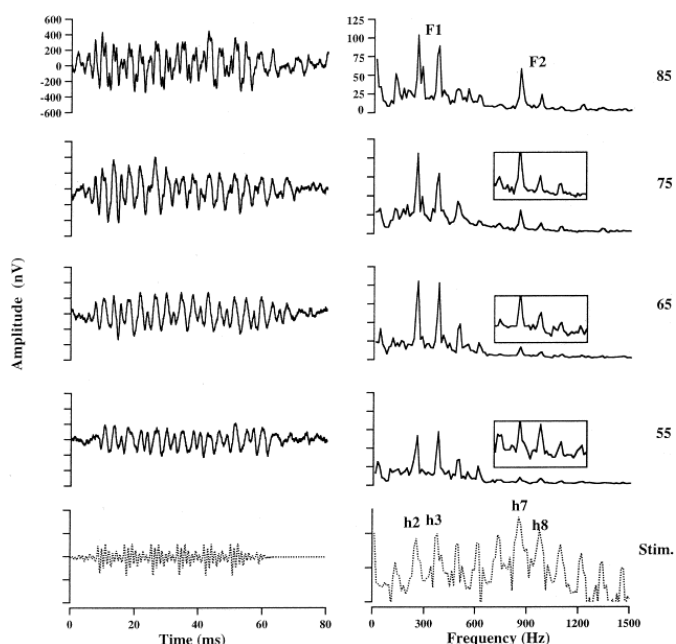 600
400
200
0
-200
-400
-600
125
100
75
50
25
0
F1
F2
85
75
65
55
Amplitude (nV)
h2 h3 h7
h8
Stim.
0 20 40 60 80
Time (ms)
0 300 600 900 1200 1500
Frequency (Hz)